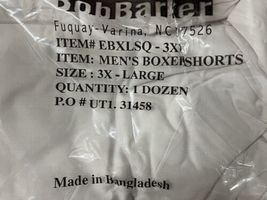 BobBarker
Fuquay-Varina, NC 27526
ITEM# EBXLSQ - 3X
ITEM: MEN'S BOXER SHORTS
SIZE : 3X - LARGE
QUANTITY: 1 DOZEN
P.O # UT1. 31458
Made in Bangladesh